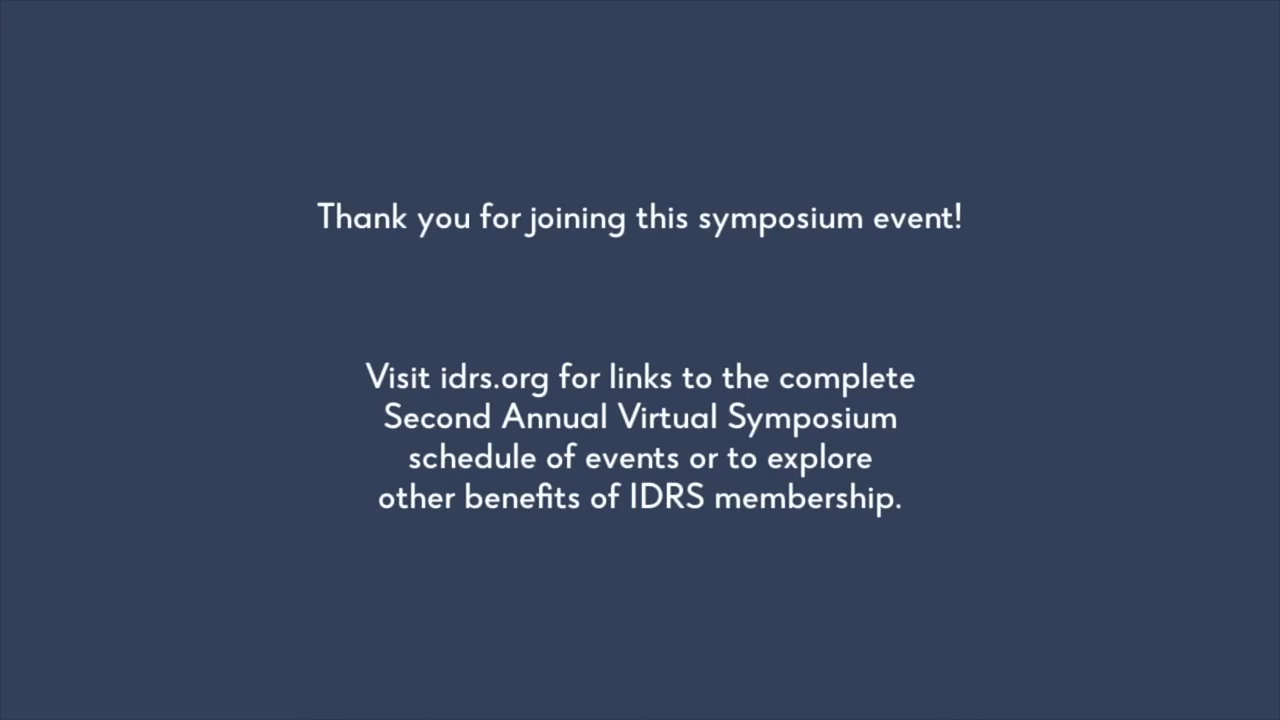 Thank you for joining this symposium event!
Visit idrs.org for links to the complete
Second Annual Virtual Symposium
schedule of events or to explore
other benefits of IDRS membership.